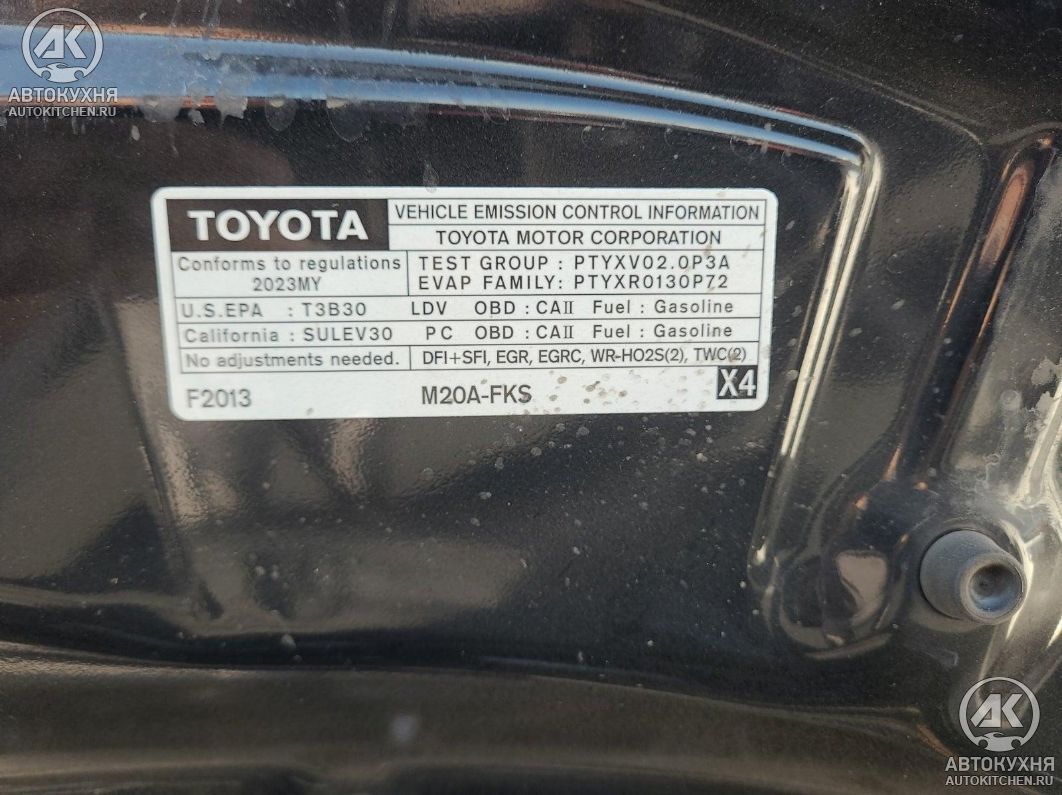 AK
АВТОКУХНЯ
AUTOKITCHEN.RU
TOYOTA
VEHICLE EMISSION CONTROL INFORMATION
TOYOTA MOTOR CORPORATION
Conforms to regulations
2023MY
TEST GROUP : PTYXV02.0P3A
EVAP FAMILY: PTYXR0130P72
U.S.EPA : T3B30 LDV OBD : CAII Fuel : Gasoline
California : SULEV30 PC OBD : CAII Fuel : Gasoline
No adjustments needed. DFI+SFI, EGR, EGRC, WR-HO2S(2), TWC(2)
F2013 M20A-FKS X4
AK
АВТОКУХНЯ
AUTOKITCHEN.RU